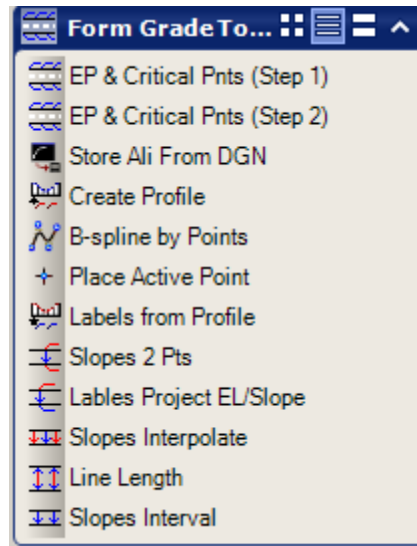 Form Grade To...
EP & Critical Pnts (Step 1)
EP & Critical Pnts (Step 2)
Store Ali From DGN
Create Profile
B-spline by Points
Place Active Point
Labels from Profile
Slopes 2 Pts
Lables Project EL/Slope
Slopes Interpolate
Line Length
Slopes Interval